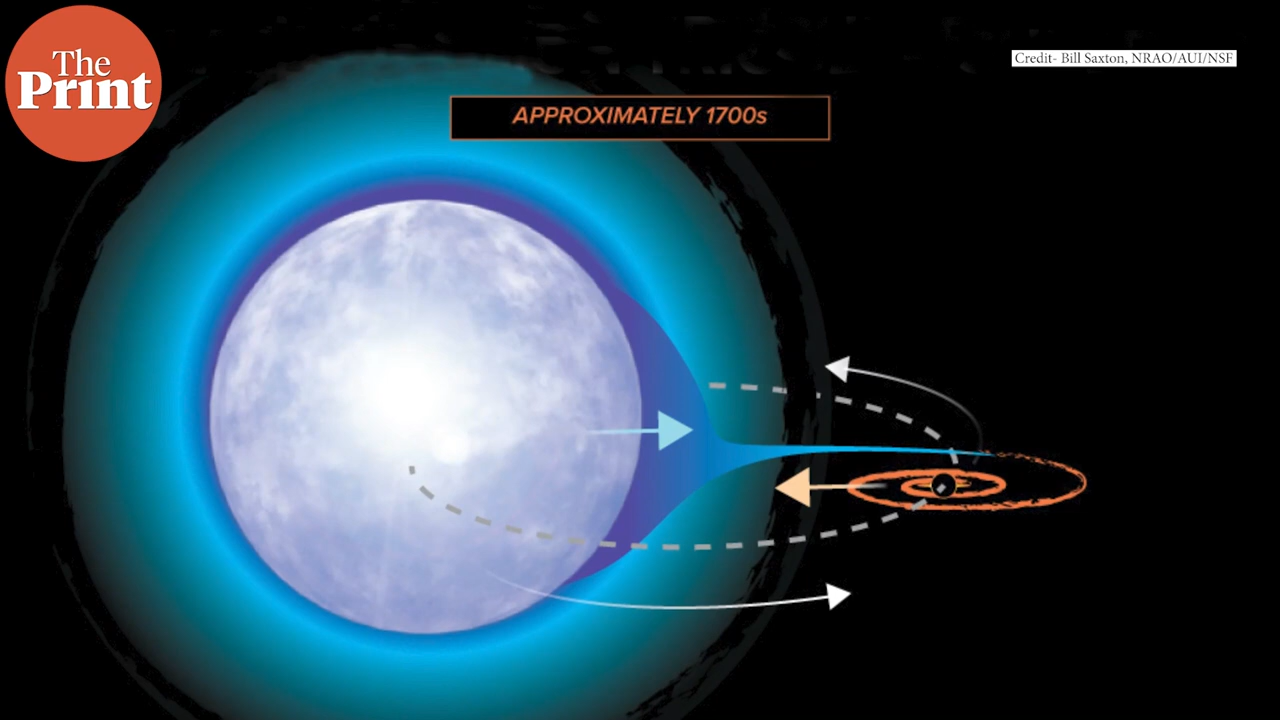 The
Print
Credit- Bill Saxton, NRAO/AUI/NSF
APPROXIMATELY 1700s